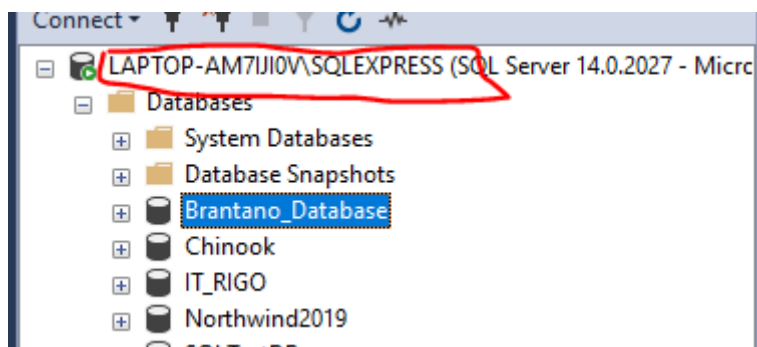 Connect
LAPTOP-AM7IJI0V\SQLEXPRESS (SQL Server 14.0.2027 - Micrc
Databases
System Databases
Database Snapshots
Brantano_Database
Chinook
IT_RIGO
Northwind2019